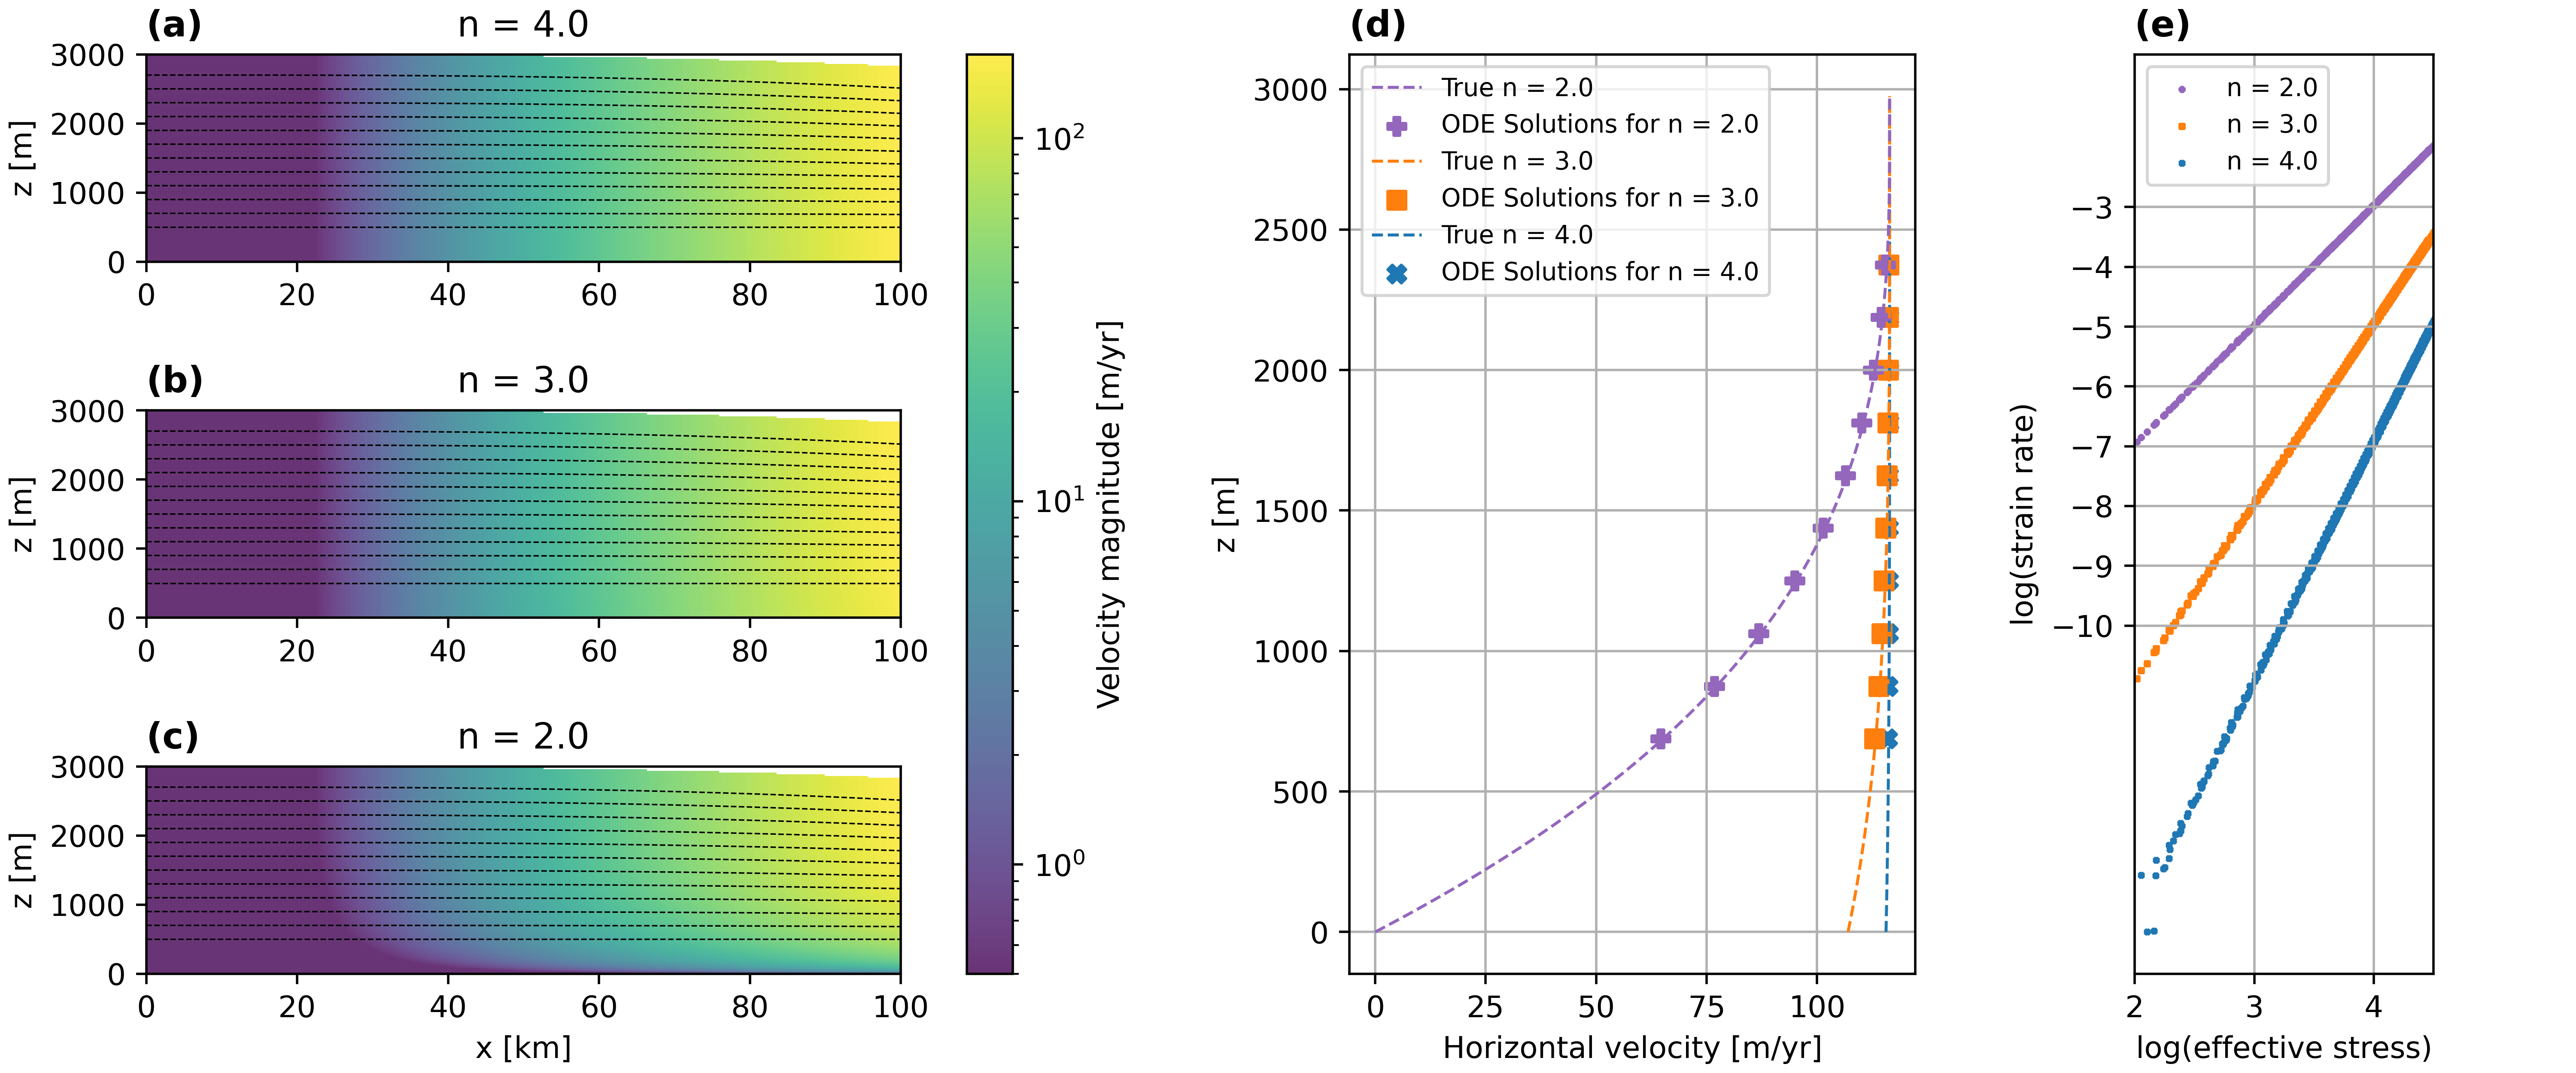 (a) n = 4.0
3000
2000
1000
0
z [m]
0 20 40 60 80 100
(b) n = 3.0
3000
2000
1000
0
z [m]
0 20 40 60 80 100
(c) n = 2.0
3000
2000
1000
0
z [m]
0 20 40 60 80 100
x [km]
10²
10¹
10⁰
Velocity magnitude [m/yr]
(d)
True n = 2.0
ODE Solutions for n = 2.0
True n = 3.0
ODE Solutions for n = 3.0
True n = 4.0
ODE Solutions for n = 4.0
3000
2500
2000
1500
1000
500
0
z [m]
0 25 50 75 100
Horizontal velocity [m/yr]
(e)
n = 2.0
n = 3.0
n = 4.0
−3
−4
−5
−6
−7
−8
−9
−10
log(strain rate)
2 3 4
log(effective stress)